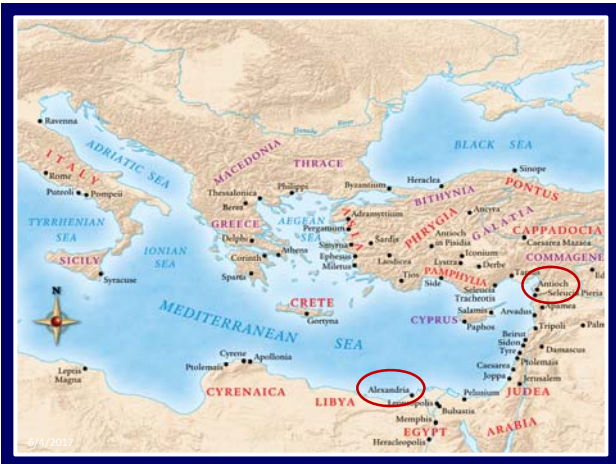 Ravenna
Danube River
BLACK SEA
ADRIATIC SEA
ITALY
Rome
Puteoli
Pompeii
MACEDONIA
THRACE
Sinope
Thessalonica
Philippi
Byzantium
Heraclea
BITHYNIA
PONTUS
Berea
TYRRHENIAN
SEA
IONIAN
SEA
GREECE
AEGEAN
SEA
ASIA
Adramyttium
Pergamum
PHRYGIA
GALATIA
Ancyra
CAPPADOCIA
Caesarea Mazaca
COMMAGENE
Delphi
Athens
Corinth
Sparta
Smyrna
Sardis
Ephesus
Miletus
Laodicea
Antioch
in Pisidia
Iconium
Lystra
Derbe
Tarsus
SICILY
Syracuse
Tios
PAMPHYLIA
Side
Seleucia
Tracheotis
Antioch
Seleucia Pieria
N
CRETE
Gortyna
CYPRUS
Salamis
Paphos
Arvadus
Apamea
MEDITERRANEAN SEA
Tripoli
Palm
Beirut
Sidon
Damascus
Tyre
Ptolemais
Caesarea
Joppa
Jerusalem
JUDEA
Leptis
Magna
Cyrene
Apollonia
Ptolemais
CYRENAICA
LIBYA
Alexandria
Leontopolis
Pelusium
Bubastis
Memphis
EGYPT
ARABIA
Heracleopolis